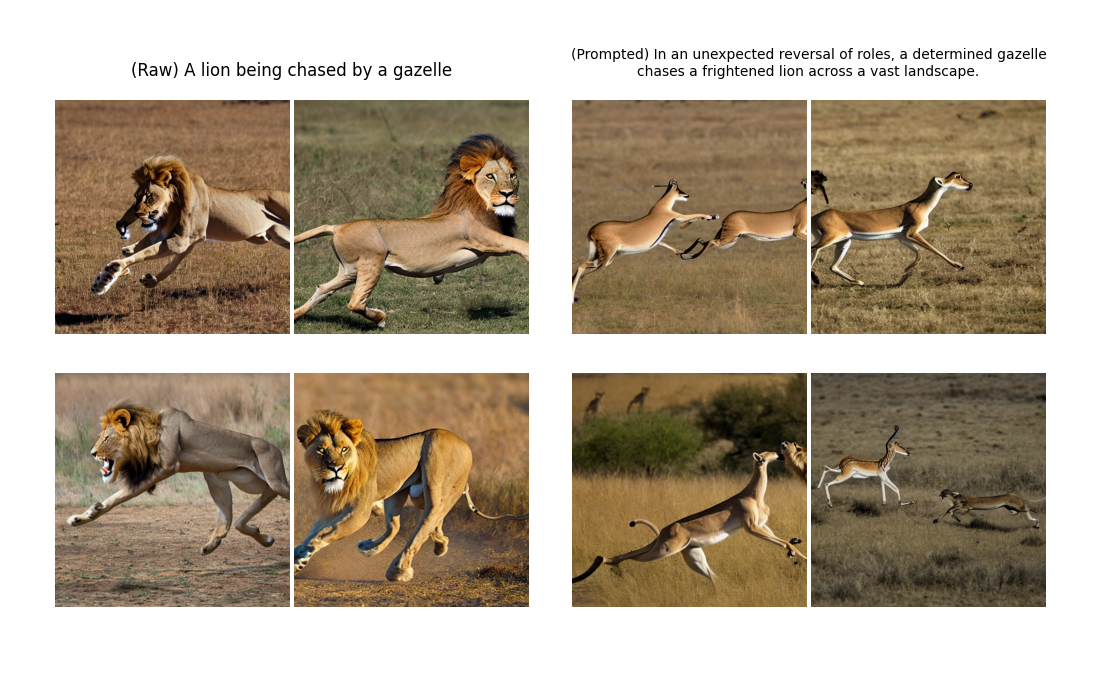 (Raw) A lion being chased by a gazelle
(Prompted) In an unexpected reversal of roles, a determined gazelle
chases a frightened lion across a vast landscape.